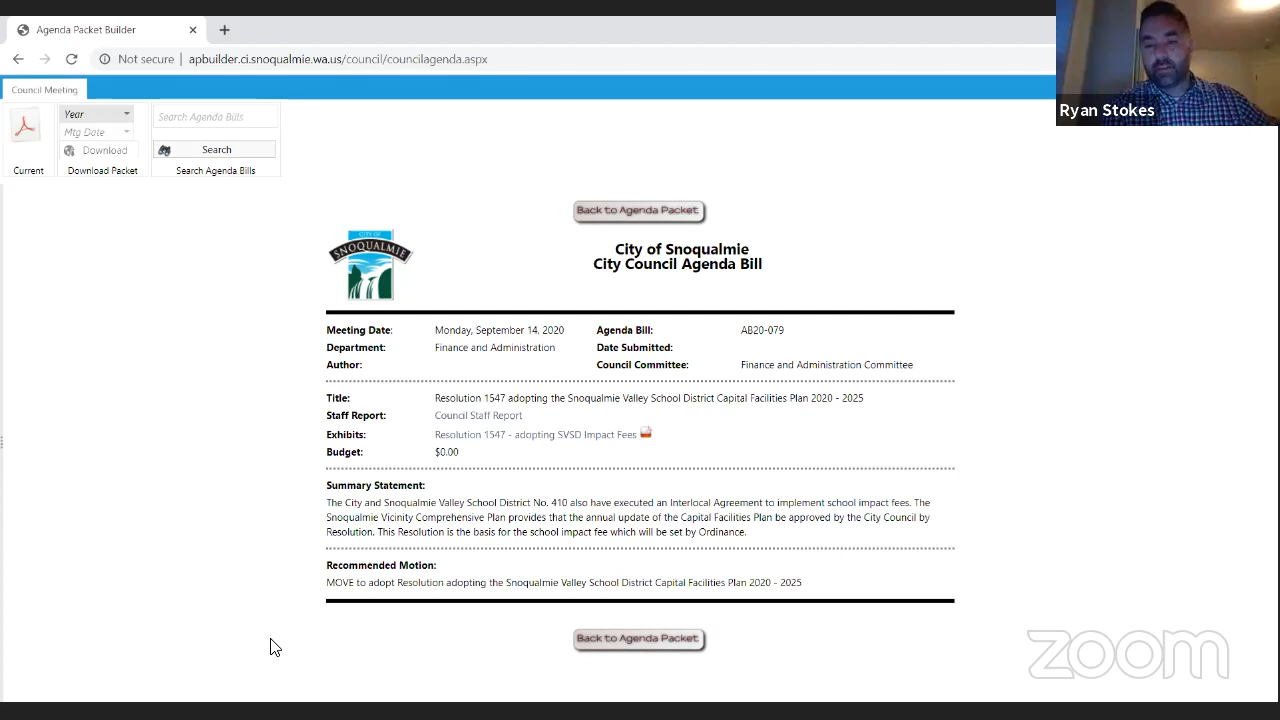 Agenda Packet Builder
Not secure | apbuilder.ci.snoqualmie.wa.us/council/councilagenda.aspx
Ryan Stokes
Council Meeting
Year
Mtg Date
Download
Search Agenda Bills
Search
Current
Download Packet
Search Agenda Bills
Back to Agenda Packet
CITY OF
SNOQUALMIE
City of Snoqualmie
City Council Agenda Bill
Meeting Date: Monday, September 14, 2020 Agenda Bill: AB20-079
Department: Finance and Administration Date Submitted:
Author: Council Committee: Finance and Administration Committee
Title: Resolution 1547 adopting the Snoqualmie Valley School District Capital Facilities Plan 2020 - 2025
Staff Report: Council Staff Report
Exhibits: Resolution 1547 - adopting SVSD Impact Fees
Budget: $0.00
Summary Statement:
The City and Snoqualmie Valley School District No. 410 also have executed an Interlocal Agreement to implement school impact fees. The
Snoqualmie Vicinity Comprehensive Plan provides that the annual update of the Capital Facilities Plan be approved by the City Council by
Resolution. This Resolution is the basis for the school impact fee which will be set by Ordinance.
Recommended Motion:
MOVE to adopt Resolution adopting the Snoqualmie Valley School District Capital Facilities Plan 2020 - 2025
Back to Agenda Packet
zoom